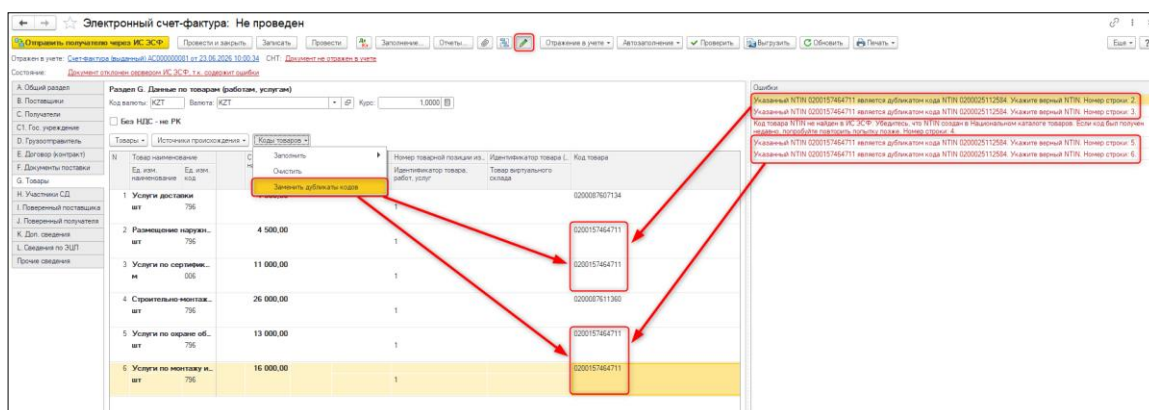 Электронный счет-фактура: Не проведен
Отправить получателю через ИС ЭСФ Провести и закрыть Записать Провести Заполнение... Отчеты... Отражение в учете Автозаполнение Проверить Выгрузить Обновить Печать Еще ?
Отражен в учете: Счет-фактура (выданный) АС000000081 от 23.06.2026 10:00:34 СНТ: Документ не отражен в учете
Состояние: Документ отклонен сервером ИС ЭСФ, т.к. содержит ошибки
A. Общий раздел
B. Поставщики
C. Получатели
C1. Гос. учреждение
D. Грузоотправитель
E. Договор (контракт)
F. Документы поставки
G. Товары
H. Участники СД
I. Поверенный поставщика
J. Поверенный получателя
K. Доп. сведения
L. Сведения по ЭЦП
Прочие сведения
Раздел G. Данные по товарам (работам, услугам)
Код валюты: KZT Валюта: KZT Курс: 1,0000
Без НДС - не РК
Товары Источники происхождения Коды товаров
Заполнить
Очистить
Заменить дубликаты кодов
N Товар наименование Номер товарной позиции из... Идентификатор товара (... Код товара
Ед. изм. наименование Ед. изм. код Идентификатор товара, работ, услуг Товар виртуального склада
1 Услуги доставки 0200087607134
шт 796 1
2 Размещение наружн... 4 500,00 0200157464711
шт 796 1
3 Услуги по сертифик... 11 000,00 0200157464711
м 006 1
4 Строительно-монтаж... 26 000,00 0200087611360
шт 796 1
5 Услуги по охране об... 13 000,00 0200157464711
шт 796 1
6 Услуги по монтажу и... 16 000,00 0200157464711
шт 796 1
Ошибки
Указанный NTIN 0200157464711 является дубликатом кода NTIN 0200025112584. Укажите верный NTIN. Номер строки: 2.
Указанный NTIN 0200157464711 является дубликатом кода NTIN 0200025112584. Укажите верный NTIN. Номер строки: 3.
Код товара NTIN не найден в ИС ЭСФ. Убедитесь, что NTIN создан в Национальном каталоге товаров. Если код был получен
недавно, попробуйте повторить попытку позже. Номер строки: 4.
Указанный NTIN 0200157464711 является дубликатом кода NTIN 0200025112584. Укажите верный NTIN. Номер строки: 5.
Указанный NTIN 0200157464711 является дубликатом кода NTIN 0200025112584. Укажите верный NTIN. Номер строки: 6.